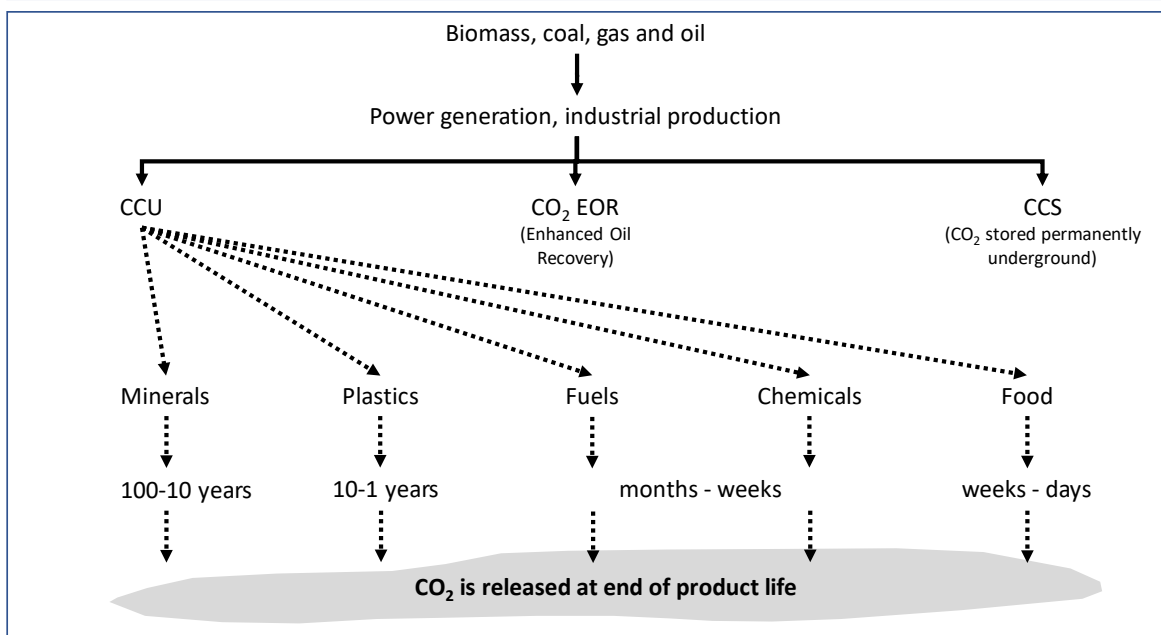 Biomass, coal, gas and oil
Power generation, industrial production
CCU
CO₂ EOR
(Enhanced Oil
Recovery)
CCS
(CO₂ stored permanently
underground)
Minerals
Plastics
Fuels
Chemicals
Food
100-10 years
10-1 years
months - weeks
weeks - days
CO₂ is released at end of product life